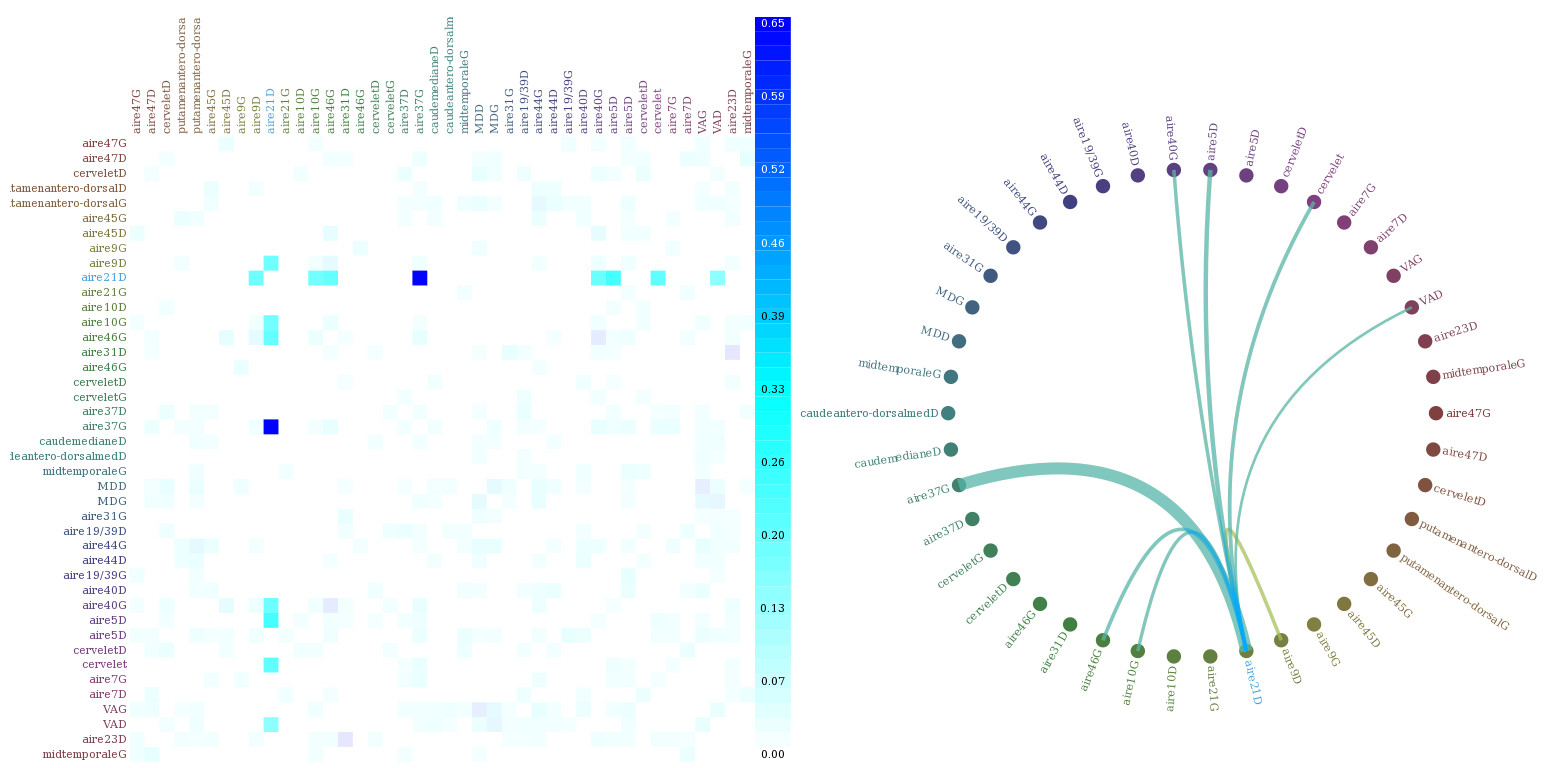 aire47G
aire47D
cerveletD
putamenantero-dorsa
putamenantero-dorsa
aire45G
aire45D
aire9G
aire9D
aire21D
aire21G
aire10D
aire10G
aire46G
aire31D
aire46G
cerveletD
cerveletG
aire37D
aire37G
caudemedianeD
caudeantero-dorsalm
midtemporaleG
MDD
MDG
aire31G
aire19/39D
aire44G
aire44D
aire19/39G
aire40D
aire40G
aire5D
aire5D
cerveletD
cervelet
aire7G
aire7D
VAG
VAD
aire23D
midtemporaleG
aire47G
aire47D
cerveletD
tamenantero-dorsalD
tamenantero-dorsalG
aire45G
aire45D
aire9G
aire9D
aire21D
aire21G
aire10D
aire10G
aire46G
aire31D
aire46G
cerveletD
cerveletG
aire37D
aire37G
caudemedianeD
leantero-dorsalmedD
midtemporaleG
MDD
MDG
aire31G
aire19/39D
aire44G
aire44D
aire19/39G
aire40D
aire40G
aire5D
aire5D
cerveletD
cervelet
aire7G
aire7D
VAG
VAD
aire23D
midtemporaleG
0.65
0.59
0.52
0.46
0.39
0.33
0.26
0.20
0.13
0.07
0.00
aire40G
aire5D
aire5D
cerveletD
cervelet
aire7G
aire7D
VAG
VAD
aire23D
midtemporaleG
aire47G
aire47D
cerveletD
putamenantero-dorsalD
putamenantero-dorsalG
aire45G
aire45D
aire9G
aire9D
aire21D
aire21G
aire10D
aire10G
aire46G
aire31D
aire46G
cerveletD
cerveletG
aire37D
aire37G
caudemedianeD
caudeantero-dorsalmedD
midtemporaleG
MDD
MDG
aire31G
aire19/39D
aire44G
aire44D
aire19/39G
aire40D